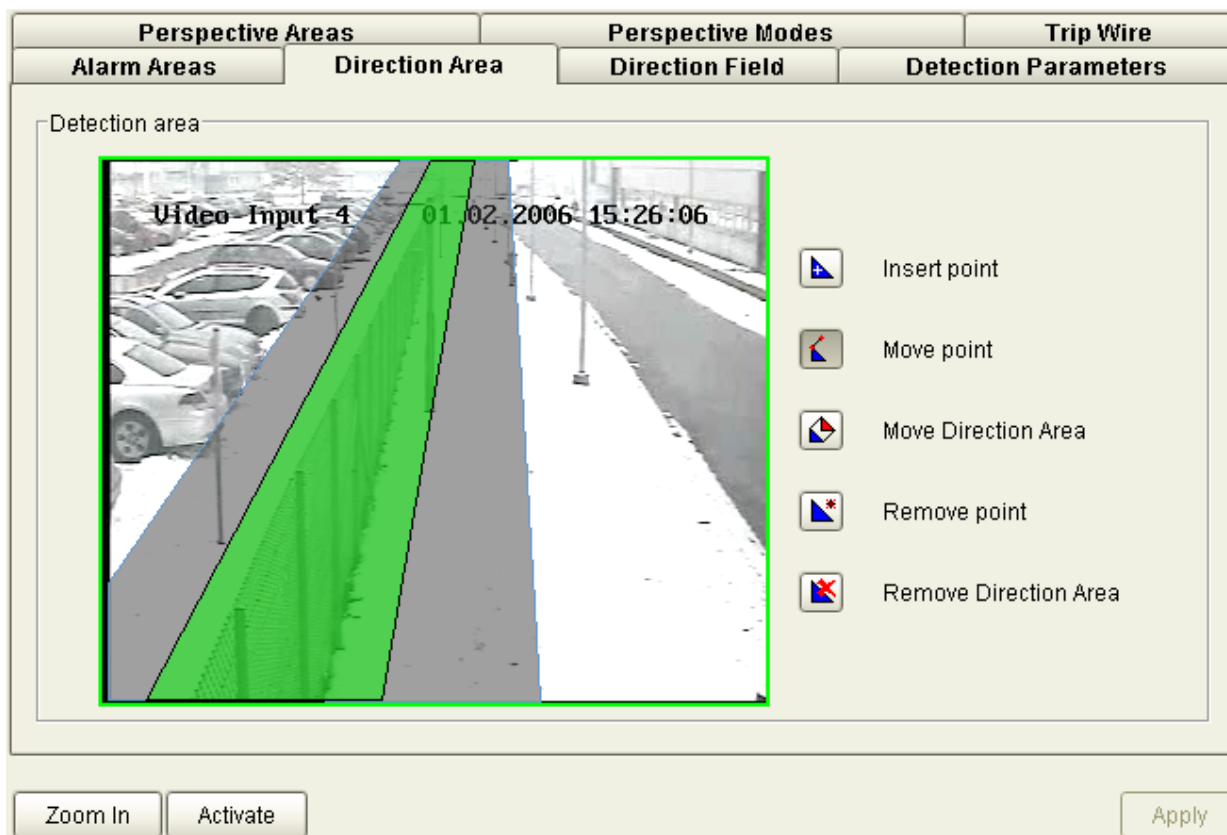 Perspective Areas
Perspective Modes
Trip Wire
Alarm Areas
Direction Area
Direction Field
Detection Parameters
Detection area
Video Input 4 01.02.2006 15:26:06
Insert point
Move point
Move Direction Area
Remove point
Remove Direction Area
Zoom In
Activate
Apply